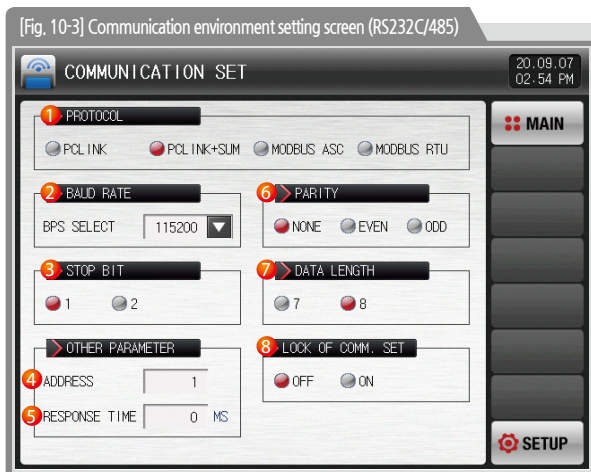 [Fig. 10-3] Communication environment setting screen (RS232C/485)
COMMUNICATION SET
20.09.07
02:54 PM
1 PROTOCOL
PCLINK PCLINK+SUM MODBUS ASC MODBUS RTU
MAIN
2 BAUD RATE
BPS SELECT 115200
6 PARITY
NONE EVEN ODD
3 STOP BIT
1 2
7 DATA LENGTH
7 8
OTHER PARAMETER
4 ADDRESS 1
5 RESPONSE TIME 0 MS
8 LOCK OF COMM. SET
OFF ON
SETUP